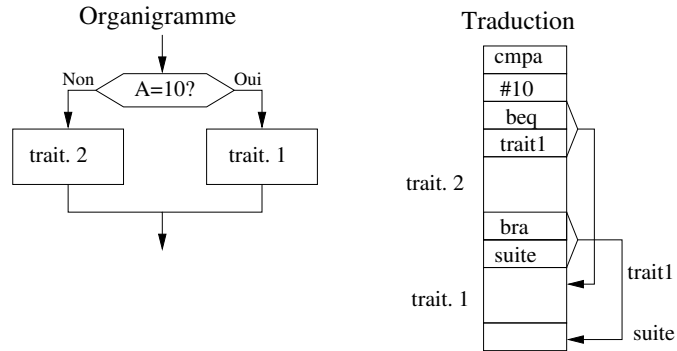 Organigramme
Non
A=10?
Oui
trait. 2
trait. 1
Traduction
cmpa
#10
beq
trait1
trait. 2
bra
suite
trait. 1
trait1
suite